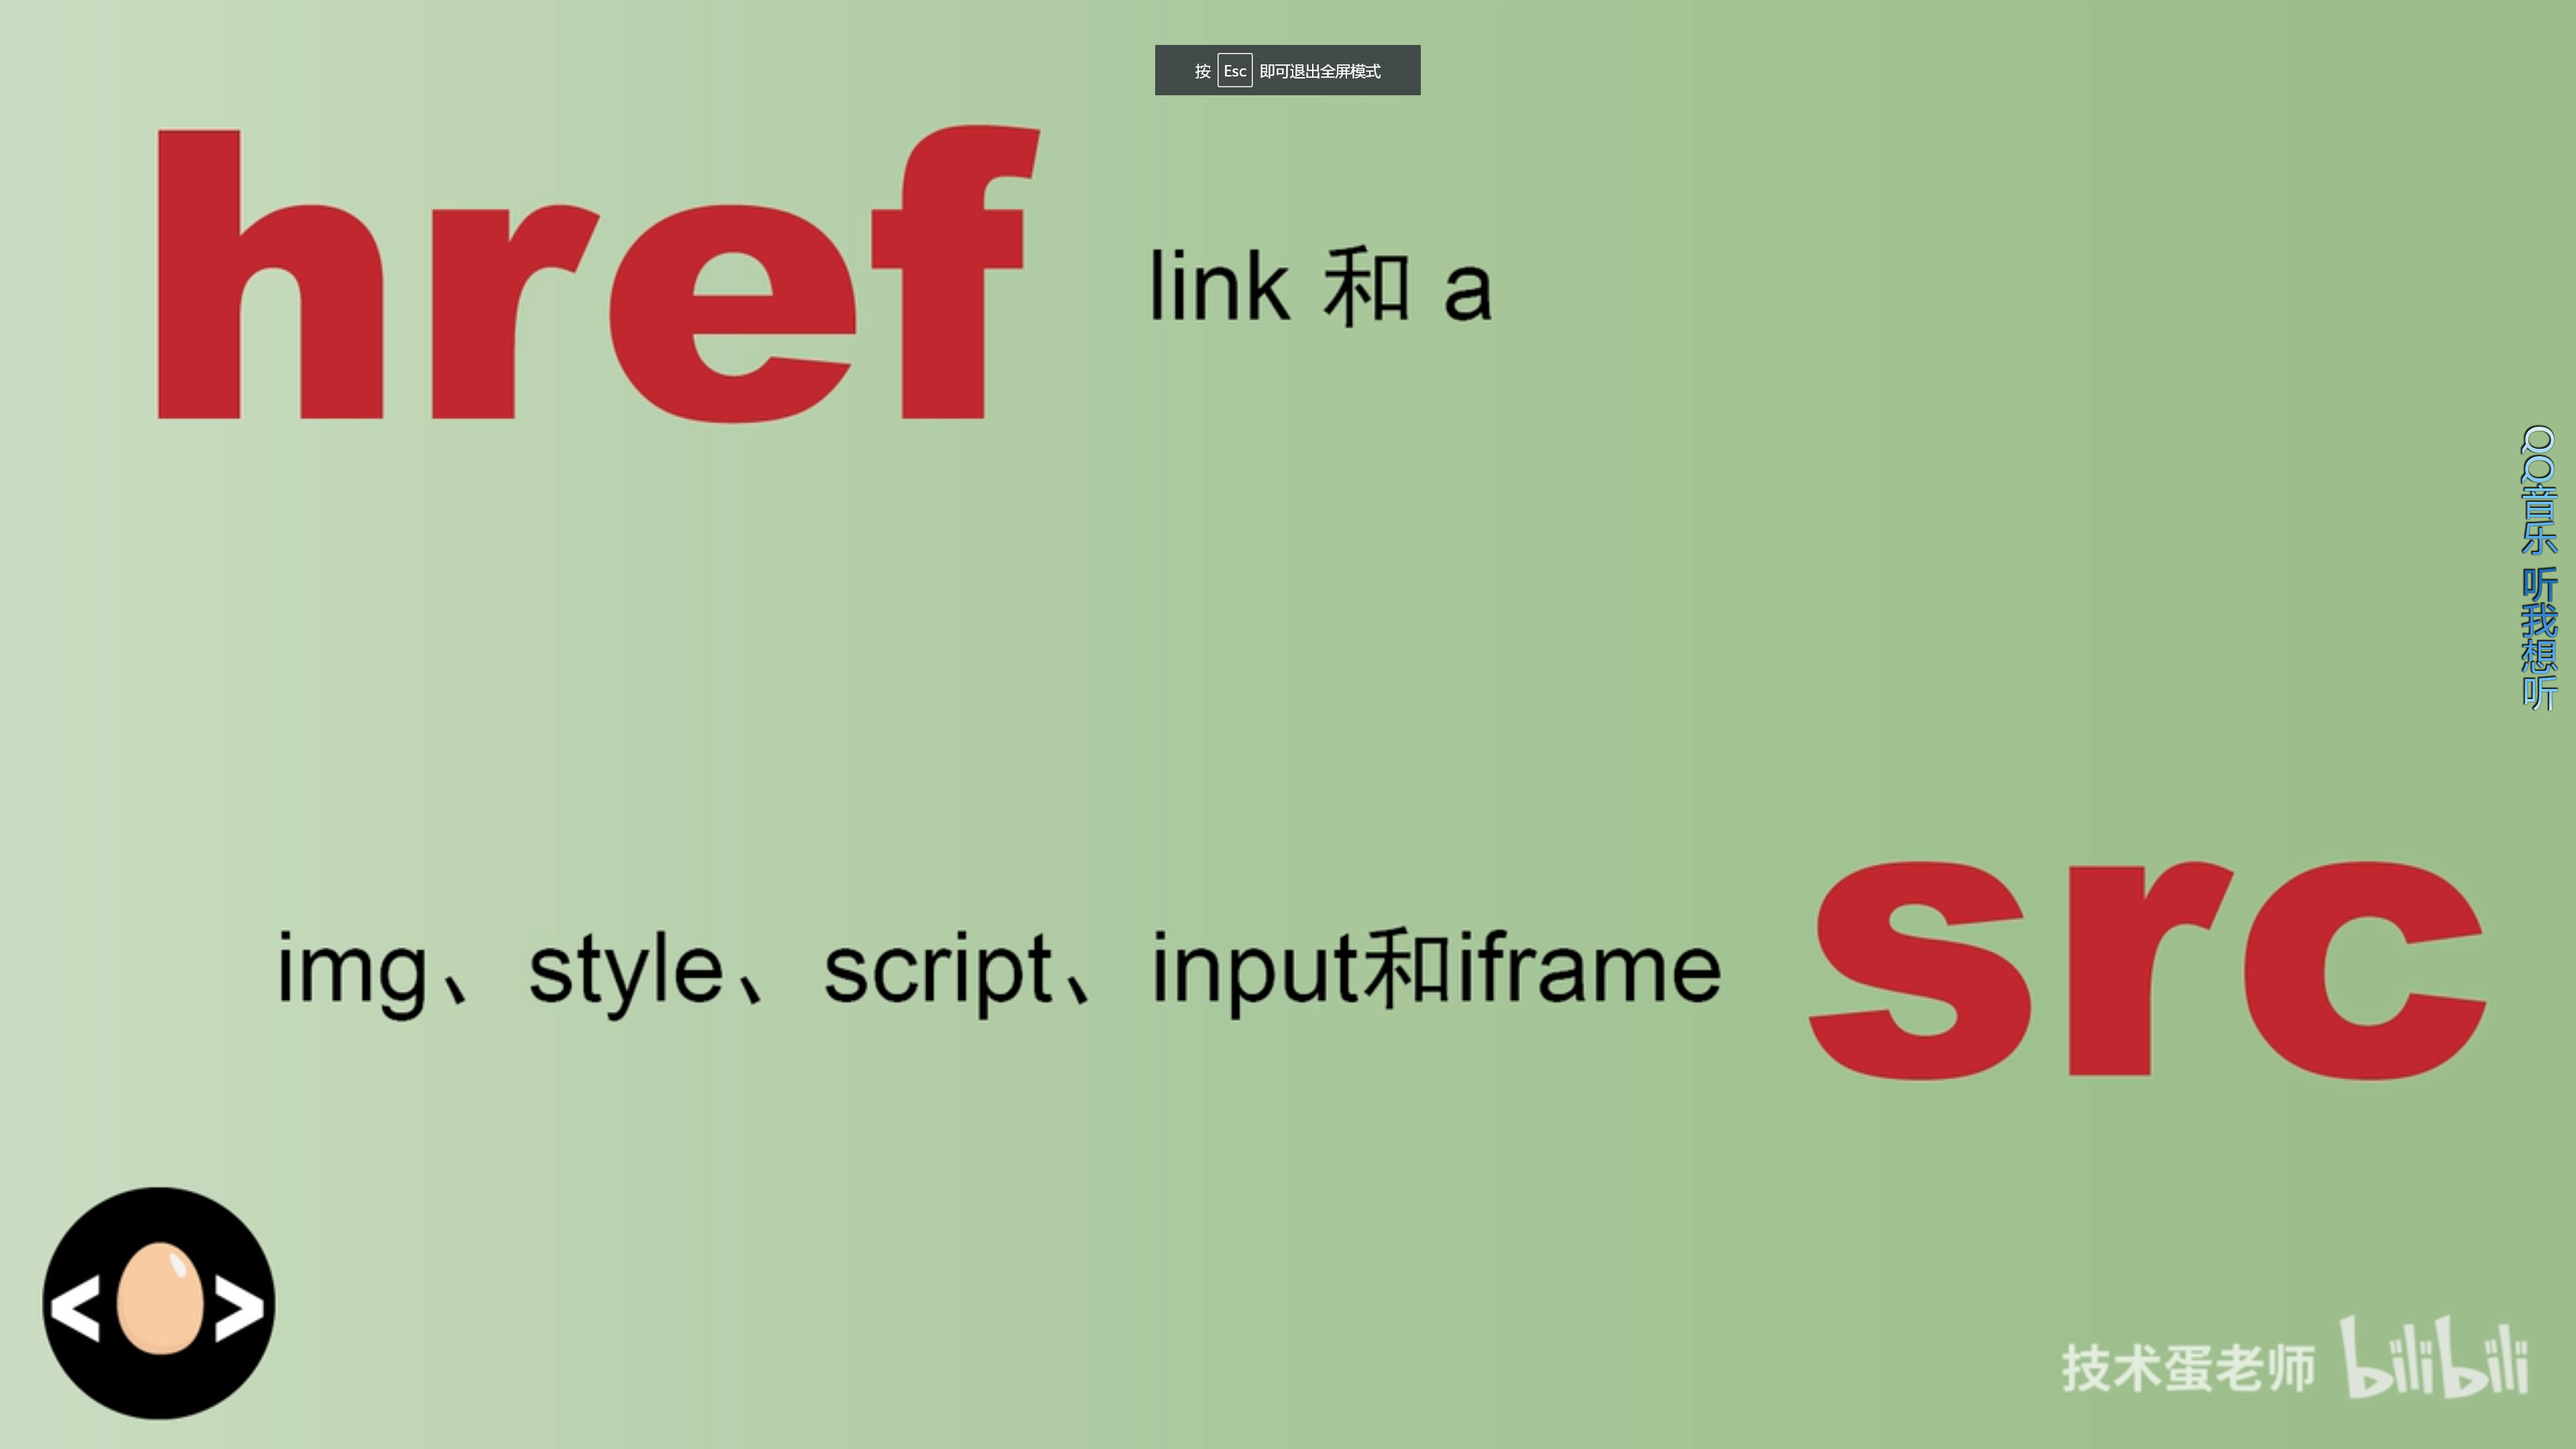 按 Esc 即可退出全屏模式
href
link 和 a
QQ音乐 听我想听
img、style、script、input和iframe
src
< >
技术蛋老师 bilibili